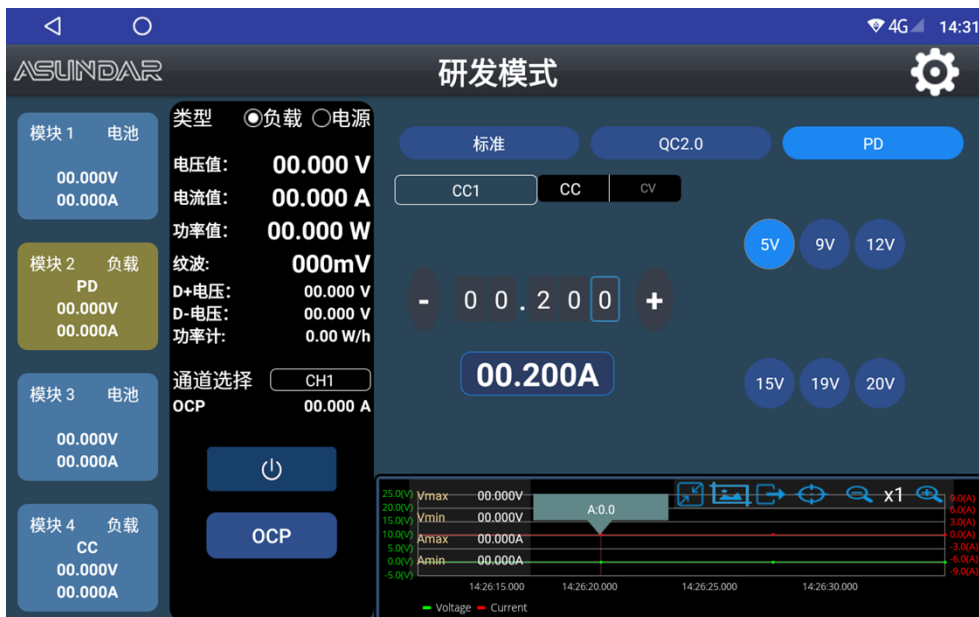 4G 14:31
ASUNDAR
研发模式
模块 1 电池
00.000V
00.000A
模块 2 负载
PD
00.000V
00.000A
模块 3 电池
00.000V
00.000A
模块 4 负载
CC
00.000V
00.000A
类型 负载 电源
电压值: 00.000 V
电流值: 00.000 A
功率值: 00.000 W
纹波: 000mV
D+电压: 00.000 V
D-电压: 00.000 V
功率计: 0.00 W/h
通道选择 CH1
OCP 00.000 A
OCP
标准 QC2.0 PD
CC1 CC CV
5V 9V 12V
- 0 0 . 2 0 0 +
00.200A
15V 19V 20V
x1
Vmax 00.000V
Vmin 00.000V
Amax 00.000A
Amin 00.000A
A:0.0
25.0(V)
20.0(V)
15.0(V)
10.0(V)
5.0(V)
0.0(V)
-5.0(V)
9.0(A)
6.0(A)
3.0(A)
0.0(A)
-3.0(A)
-6.0(A)
-9.0(A)
14:26:15.000 14:26:20.000 14:26:25.000 14:26:30.000
Voltage Current